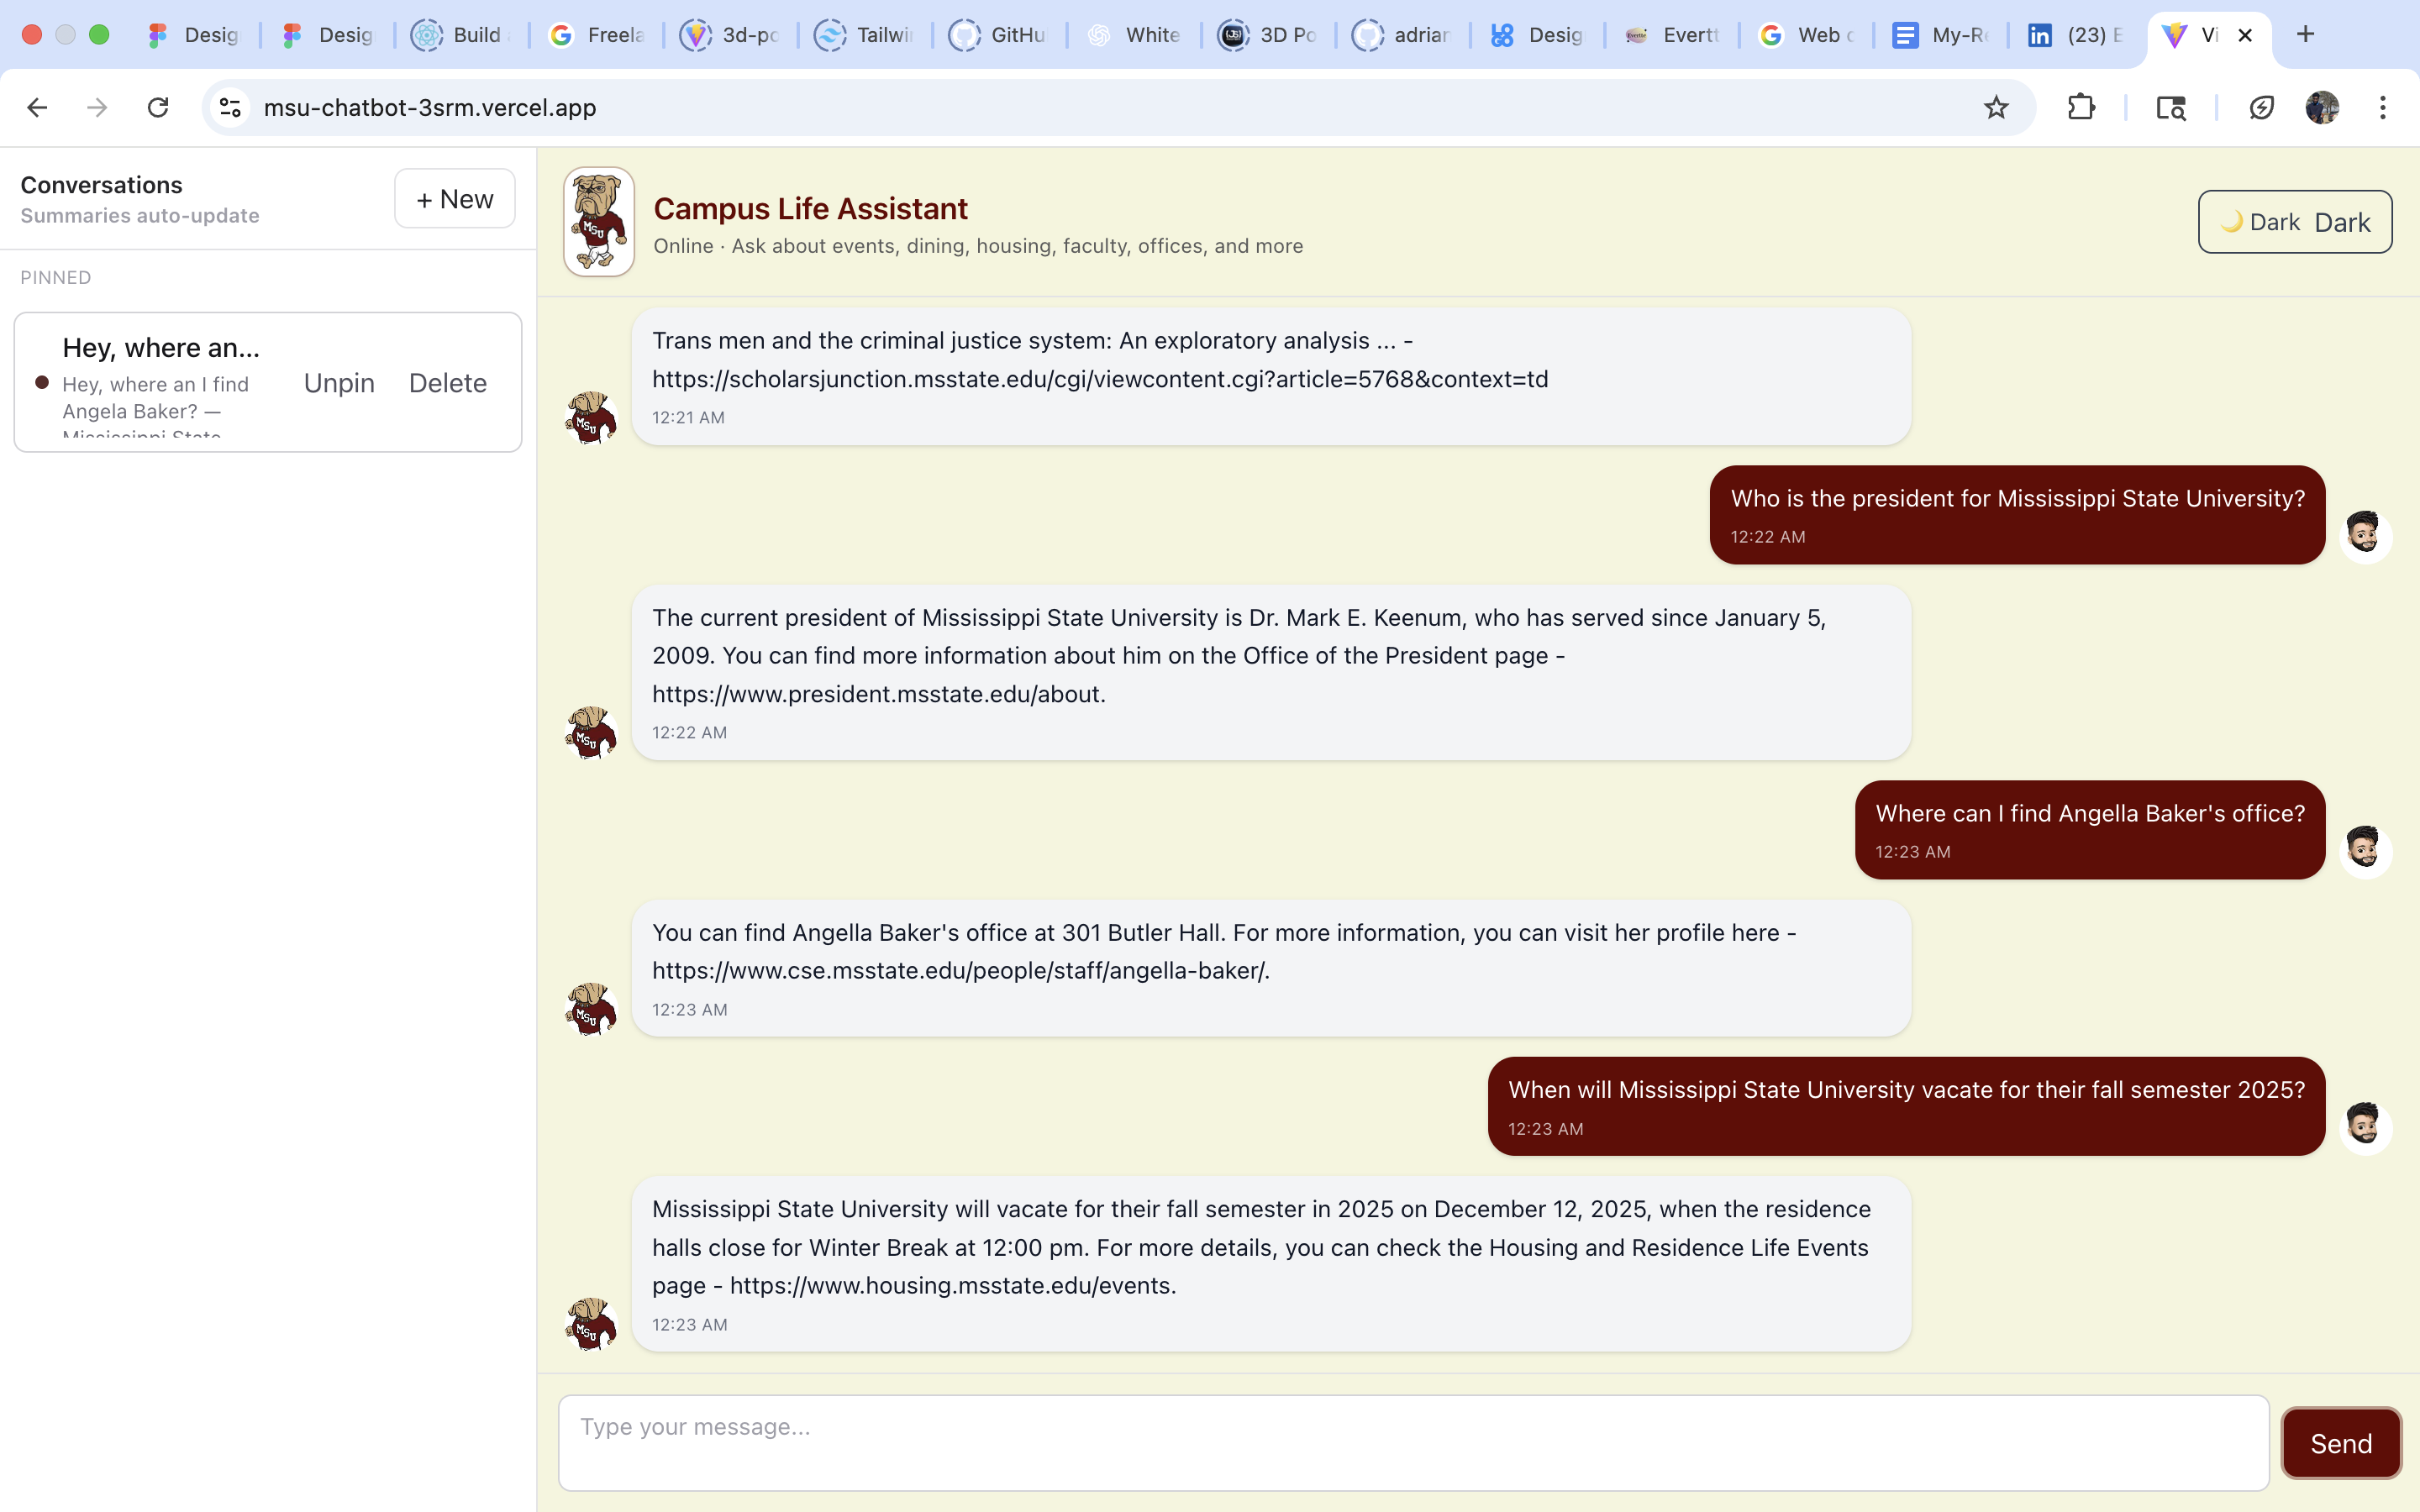 Desig
Desig
Build
Freela
3d-po
Tailwi
GitHu
White
3D Po
adrian
Desig
Evertt
Web
My-R
(23)
Vi
msu-chatbot-3srm.vercel.app
Conversations
Summaries auto-update
+ New
PINNED
Hey, where an...
Hey, where an I find
Angela Baker? —
Mississippi State
Unpin
Delete
MSU
Campus Life Assistant
Online · Ask about events, dining, housing, faculty, offices, and more
🌙 Dark Dark
Trans men and the criminal justice system: An exploratory analysis ... -
https://scholarsjunction.msstate.edu/cgi/viewcontent.cgi?article=5768&context=td
12:21 AM
MSU
Who is the president for Mississippi State University?
12:22 AM
The current president of Mississippi State University is Dr. Mark E. Keenum, who has served since January 5,
2009. You can find more information about him on the Office of the President page -
https://www.president.msstate.edu/about.
12:22 AM
MSU
Where can I find Angella Baker's office?
12:23 AM
You can find Angella Baker's office at 301 Butler Hall. For more information, you can visit her profile here -
https://www.cse.msstate.edu/people/staff/angella-baker/.
12:23 AM
MSU
When will Mississippi State University vacate for their fall semester 2025?
12:23 AM
Mississippi State University will vacate for their fall semester in 2025 on December 12, 2025, when the residence
halls close for Winter Break at 12:00 pm. For more details, you can check the Housing and Residence Life Events
page - https://www.housing.msstate.edu/events.
12:23 AM
MSU
Type your message...
Send